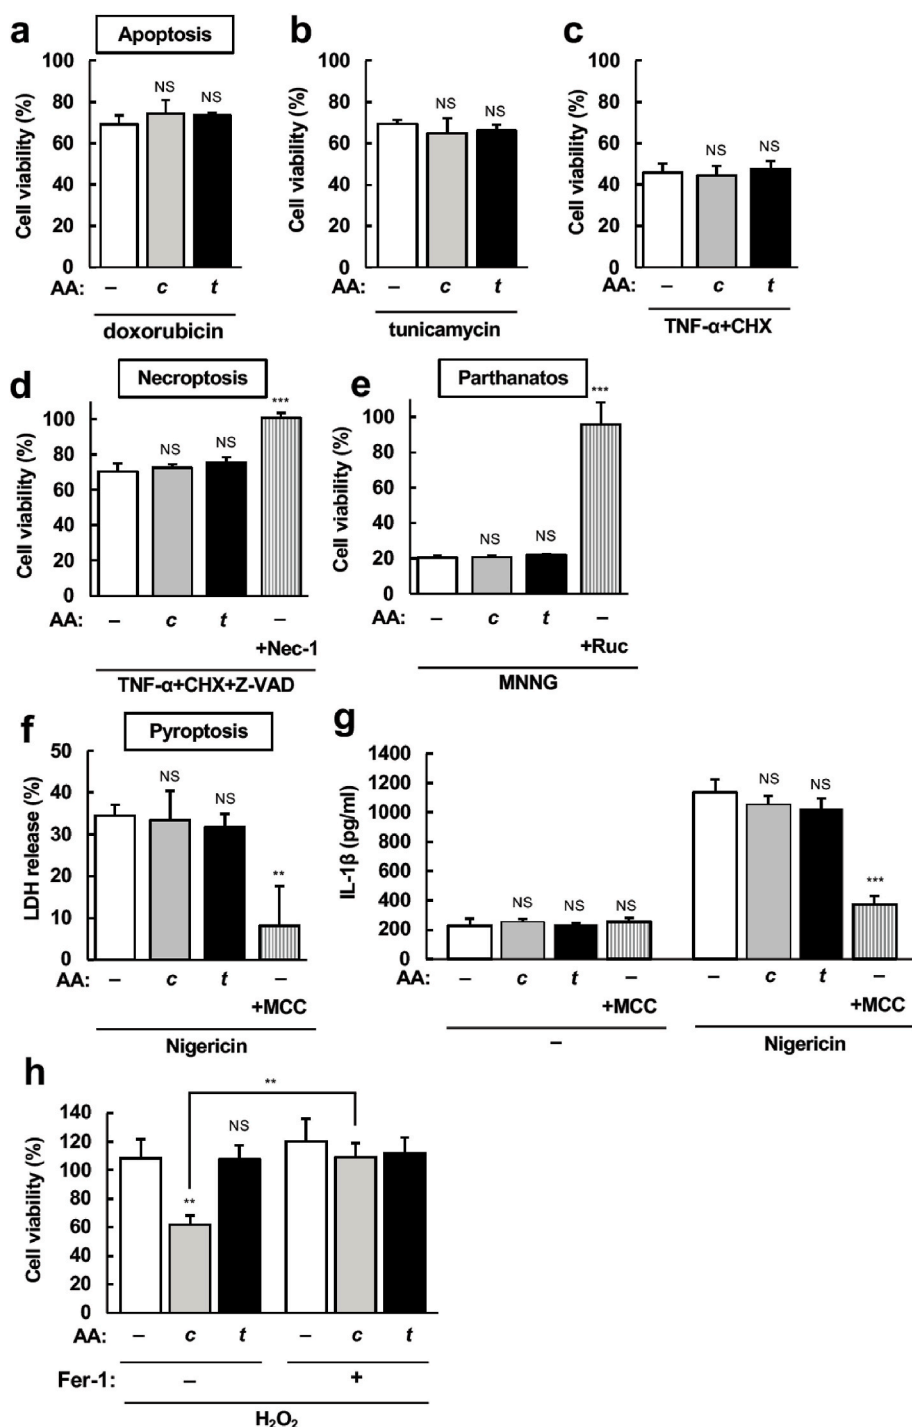 a Apoptosis
Cell viability (%)
100
80
60
40
20
0
NS NS
AA: – c t
doxorubicin
b
Cell viability (%)
100
80
60
40
20
0
NS NS
– c t
tunicamycin
c
Cell viability (%)
100
80
60
40
20
0
NS NS
AA: – c t
TNF-α+CHX
d Necroptosis
Cell viability (%)
100
80
60
40
20
0
NS NS ***
AA: – c t –
+Nec-1
TNF-α+CHX+Z-VAD
e Parthanatos
Cell viability (%)
100
80
60
40
20
0
NS NS ***
AA: – c t –
+Ruc
MNNG
f Pyroptosis
LDH release (%)
50
40
30
20
10
0
NS NS **
AA: – c t –
+MCC
Nigericin
g
IL-1β (pg/ml)
1400
1200
1000
800
600
400
200
0
NS NS NS NS NS ***
AA: – c t – – c t –
+MCC +MCC
– Nigericin
h
Cell viability (%)
140
120
100
80
60
40
20
0
**
** NS
AA: – c t – c t
Fer-1: – +
H₂O₂